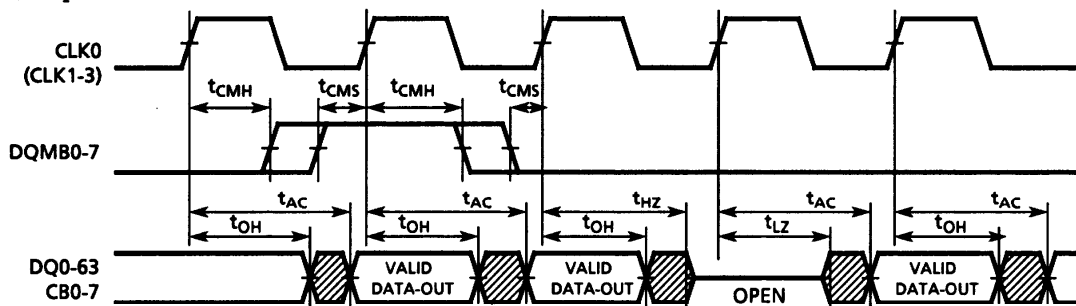 CLK0
(CLK1-3)
tCMH tCMS tCMH tCMS
DQMB0-7
tAC tAC tHZ tAC tAC
tOH tOH tOH tLZ tOH
DQ0-63
CB0-7
VALID
DATA-OUT
VALID
DATA-OUT
OPEN
VALID
DATA-OUT